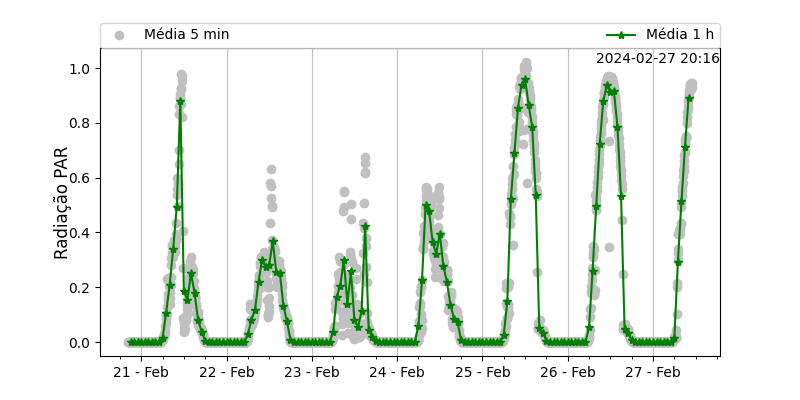 Média 5 min
Média 1 h
2024-02-27 20:16
Radiação PAR
1.0
0.8
0.6
0.4
0.2
0.0
21 - Feb
22 - Feb
23 - Feb
24 - Feb
25 - Feb
26 - Feb
27 - Feb